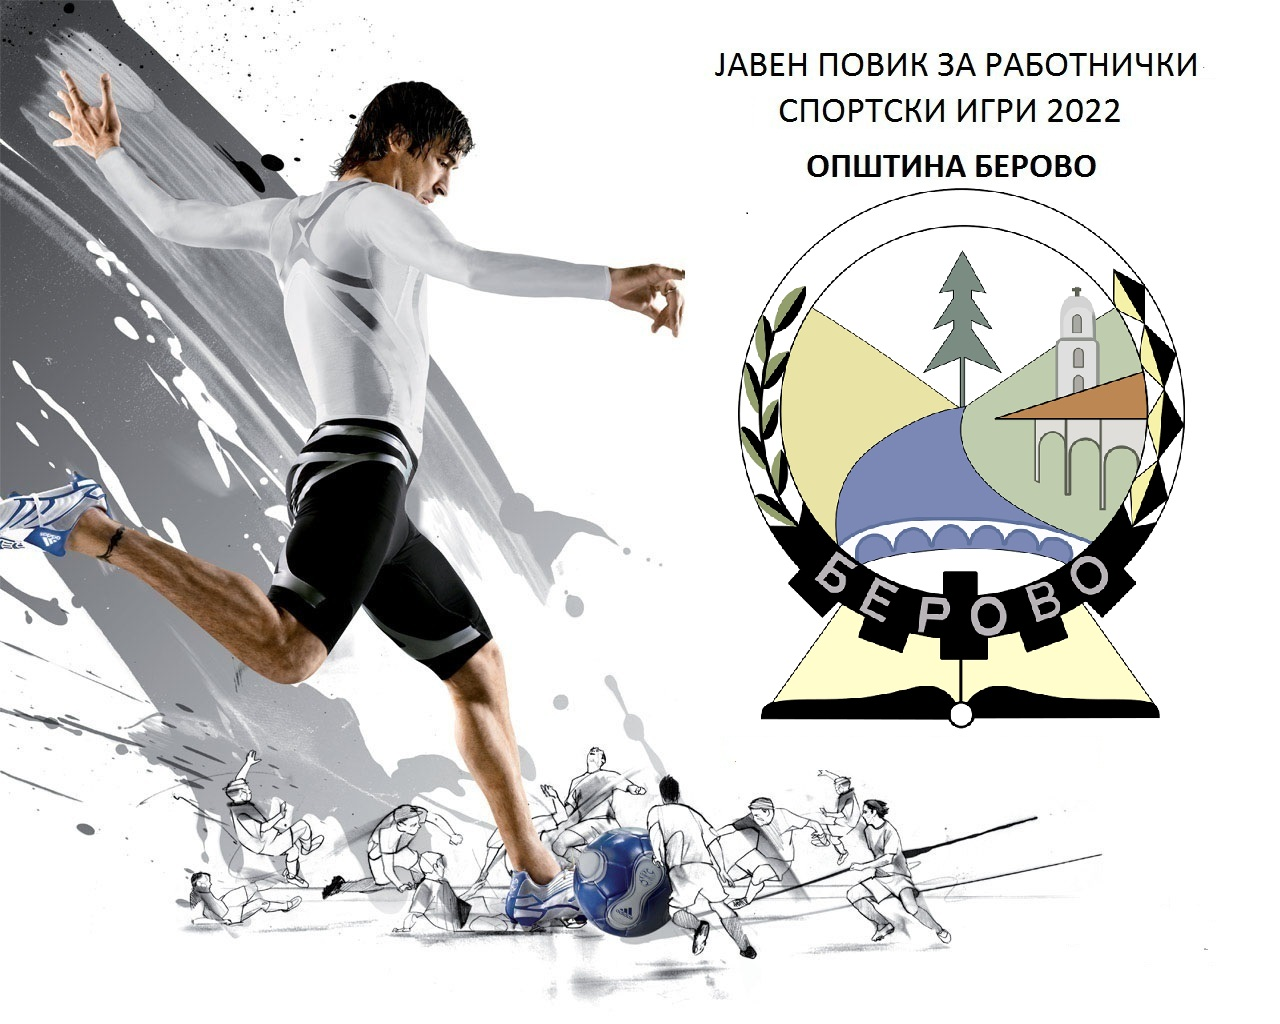 ЈАВЕН ПОВИК ЗА РАБОТНИЧКИ
СПОРТСКИ ИГРИ 2022
ОПШТИНА БЕРОВО
БЕРОВО